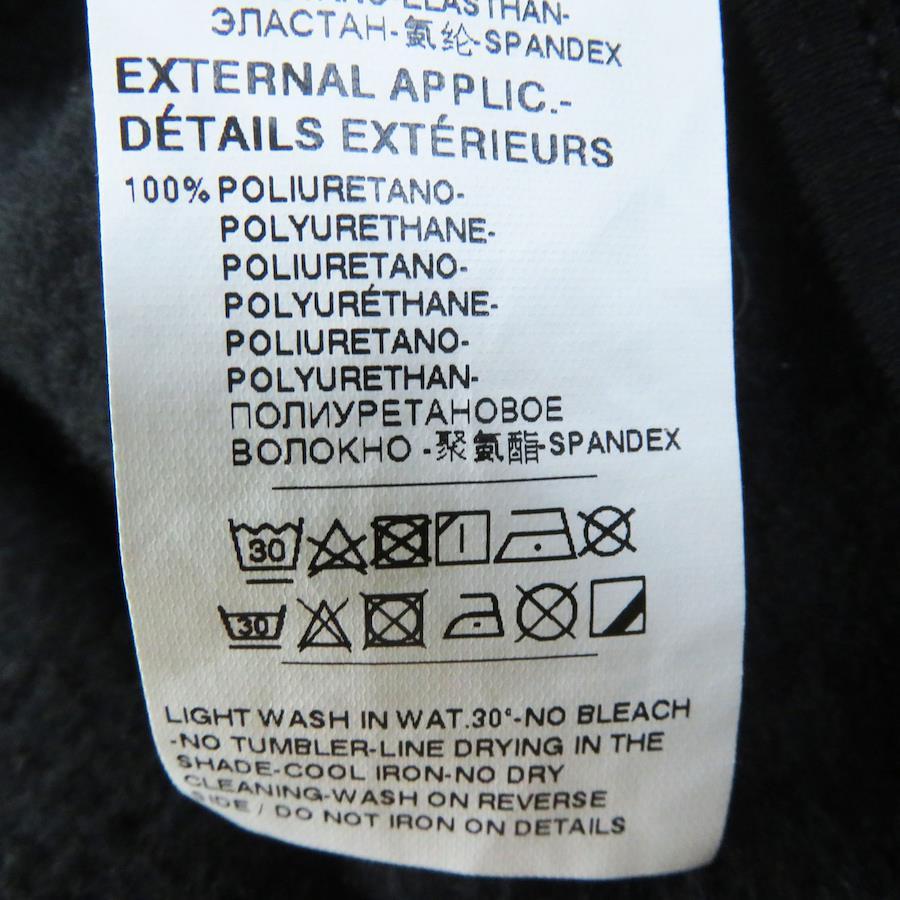 -ELASTHAN-
ЭЛАСТАН-氨纶-SPANDEX
EXTERNAL APPLIC.-
DÉTAILS EXTÉRIEURS
100% POLIURETANO-
POLYURETHANE-
POLIURETANO-
POLYURÉTHANE-
POLIURETANO-
POLYURETHAN-
ПОЛИУРЕТАНОВОЕ
ВОЛОКНО -聚氨酯-SPANDEX
30
30
LIGHT WASH IN WAT.30°-NO BLEACH
-NO TUMBLER-LINE DRYING IN THE
SHADE-COOL IRON-NO DRY
CLEANING-WASH ON REVERSE
SIDE / DO NOT IRON ON DETAILS